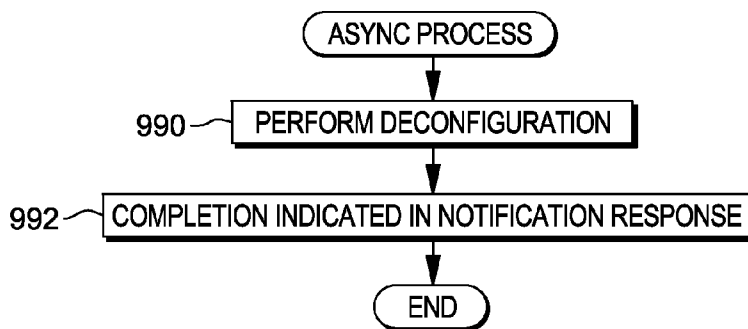 ASYNC PROCESS
990 PERFORM DECONFIGURATION
992 COMPLETION INDICATED IN NOTIFICATION RESPONSE
END